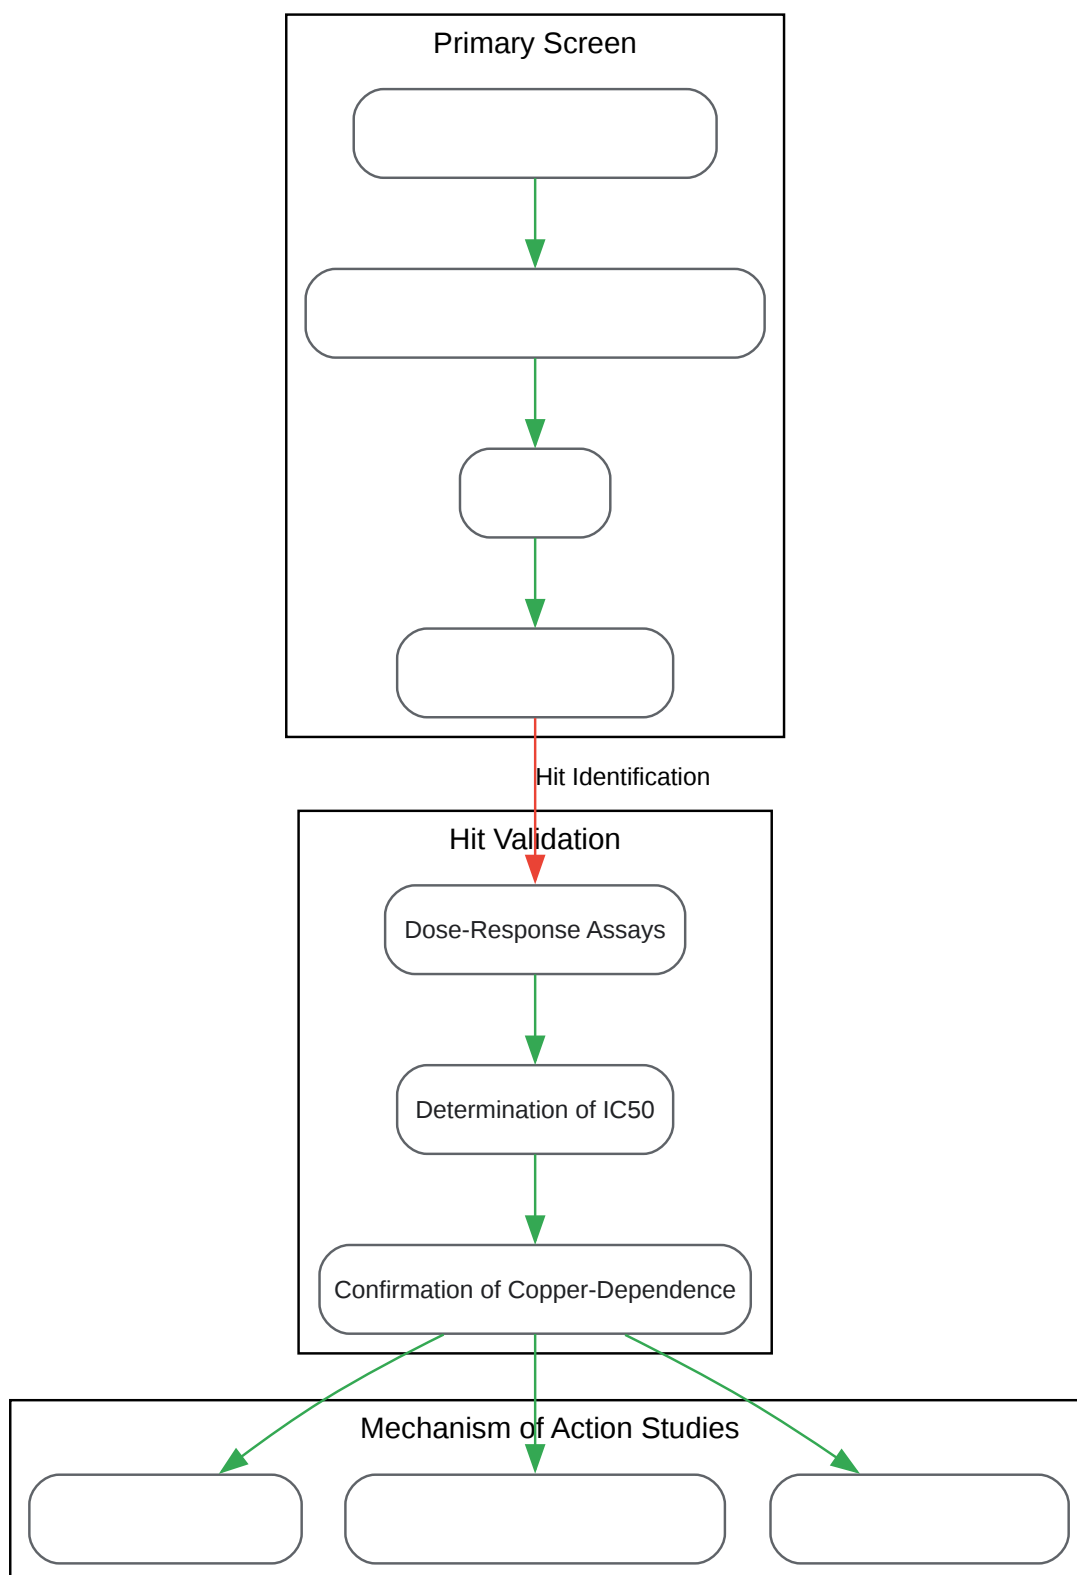 Primary Screen
Hit Identification
Hit Validation
Dose-Response Assays
Determination of IC50
Confirmation of Copper-Dependence
Mechanism of Action Studies